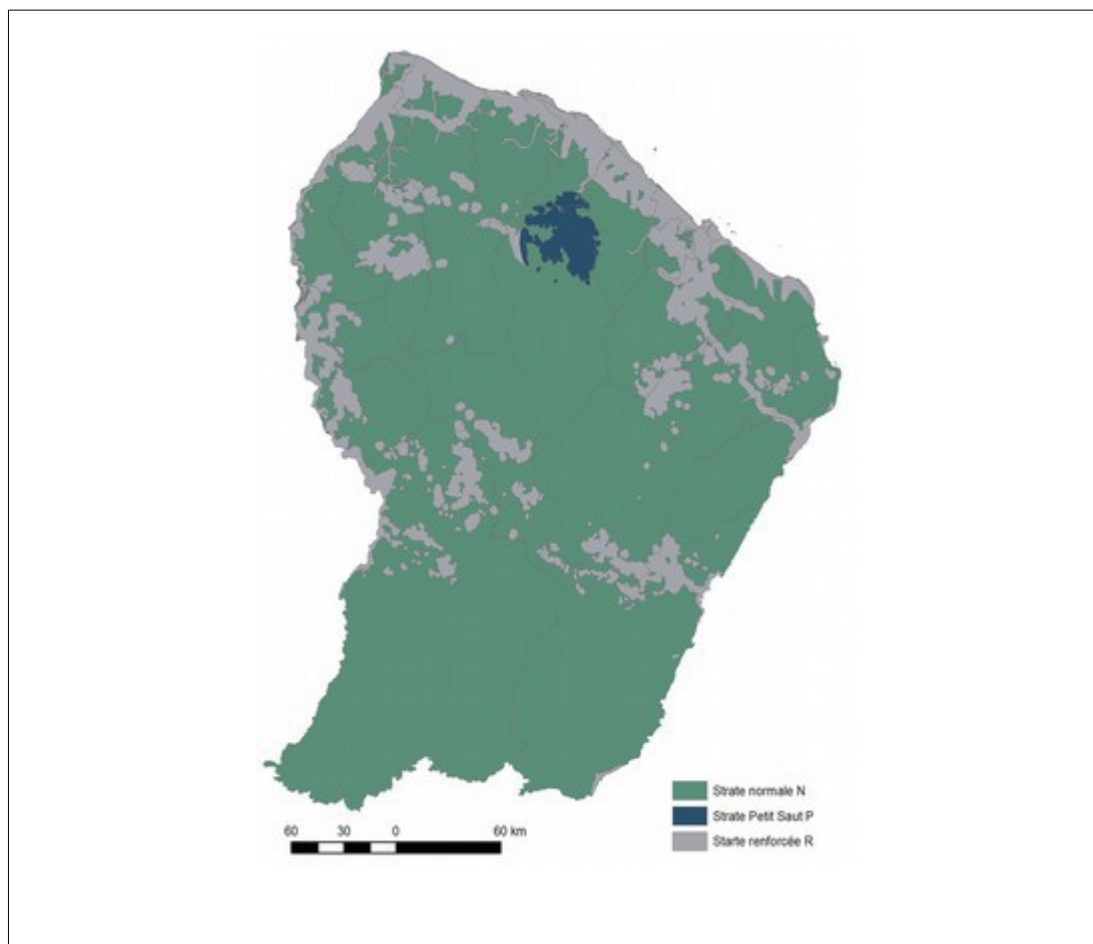 Strate normale N
Strate Petit Saut P
Starte renforcée R
60 30 0 60 km